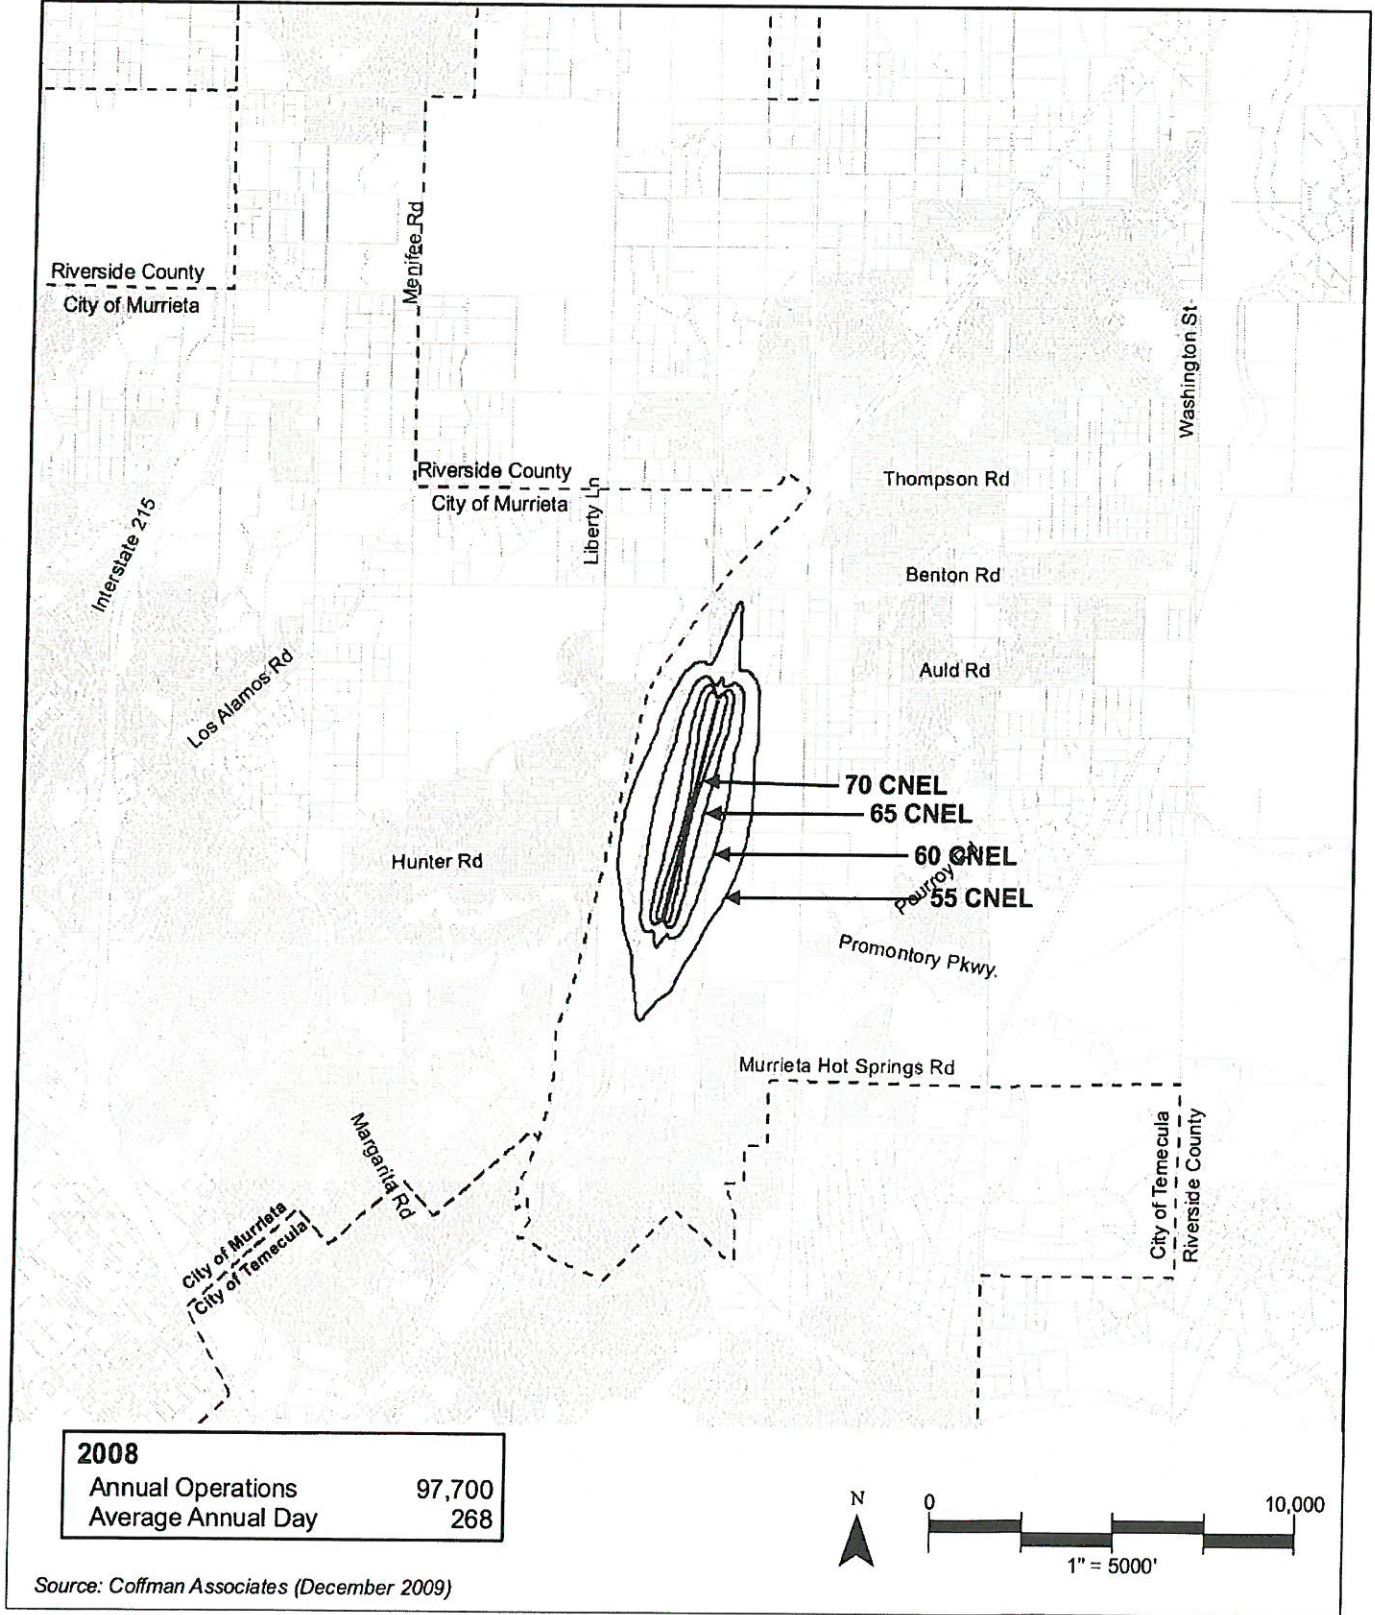 Riverside County
City of Murrieta
Menifee Rd
Washington St
Riverside County
City of Murrieta
Liberty Ln
Thompson Rd
Interstate 215
Benton Rd
Los Alamos Rd
Auld Rd
70 CNEL
65 CNEL
Hunter Rd
60 CNEL
Pourroy
55 CNEL
Promontory Pkwy.
Murrieta Hot Springs Rd
Margarita Rd
City of Temecula
Riverside County
City of Murrieta
City of Temecula
2008
Annual Operations 97,700
Average Annual Day 268
N
0 10,000
1" = 5000'
Source: Coffman Associates (December 2009)